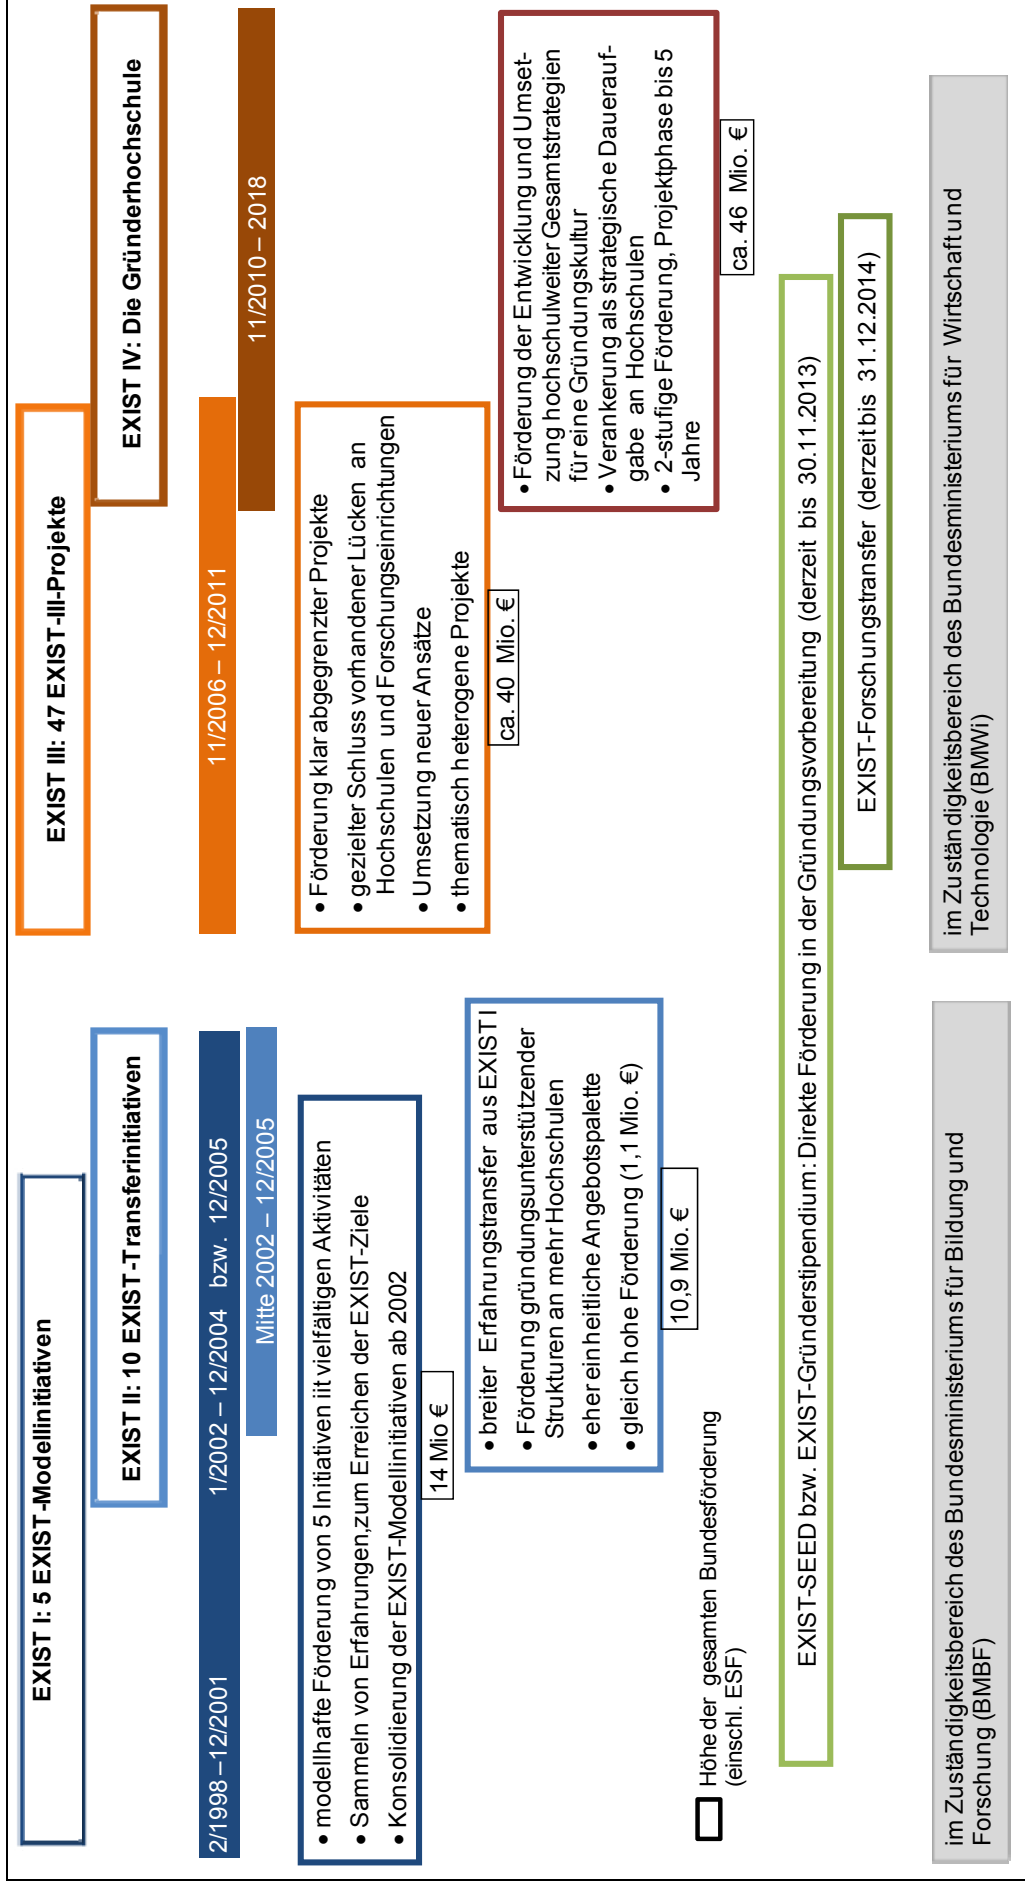 EXIST I: 5 EXIST-Modellinitiativen
EXIST III: 47 EXIST-III-Projekte
EXIST II: 10 EXIST-Transferinitiativen
EXIST IV: Die Gründerhochschule
2/1998 –12/2001
1/2002 – 12/2004 bzw. 12/2005
11/2006 – 12/2011
Mitte 2002 – 12/2005
11/2010 – 2018
• modellhafte Förderung von 5 Initiativen iit vielfältigen Aktivitäten
• Sammeln von Erfahrungen,zum Erreichen der EXIST-Ziele
• Konsolidierung der EXIST-Modellinitiativen ab 2002
14 Mio €
• Förderung klar abgegrenzter Projekte
• gezielter Schluss vorhandener Lücken an
Hochschulen und Forschungseinrichtungen
• Umsetzung neuer Ansätze
• thematisch heterogene Projekte
ca. 40 Mio. €
• breiter Erfahrungstransfer aus EXIST I
• Förderung gründungsunterstützender
Strukturen an mehr Hochschulen
• eher einheitliche Angebotspalette
• gleich hohe Förderung (1,1 Mio. €)
10,9 Mio. €
• Förderung der Entwicklung und Umset-
zung hochschulweiter Gesamtstrategien
für eine Gründungskultur
• Verankerung als strategische Dauerauf-
gabe an Hochschulen
• 2-stufige Förderung, Projektphase bis 5
Jahre
ca. 46 Mio. €
Höhe der gesamten Bundesförderung
(einschl. ESF)
EXIST-SEED bzw. EXIST-Gründerstipendium: Direkte Förderung in der Gründungsvorbereitung (derzeit bis 30.11.2013)
EXIST-Forschungstransfer (derzeit bis 31.12.2014)
im Zuständigkeitsbereich des Bundesministeriums für Bildung und
Forschung (BMBF)
im Zuständigkeitsbereich des Bundesministeriums für Wirtschaft und
Technologie (BMWi)